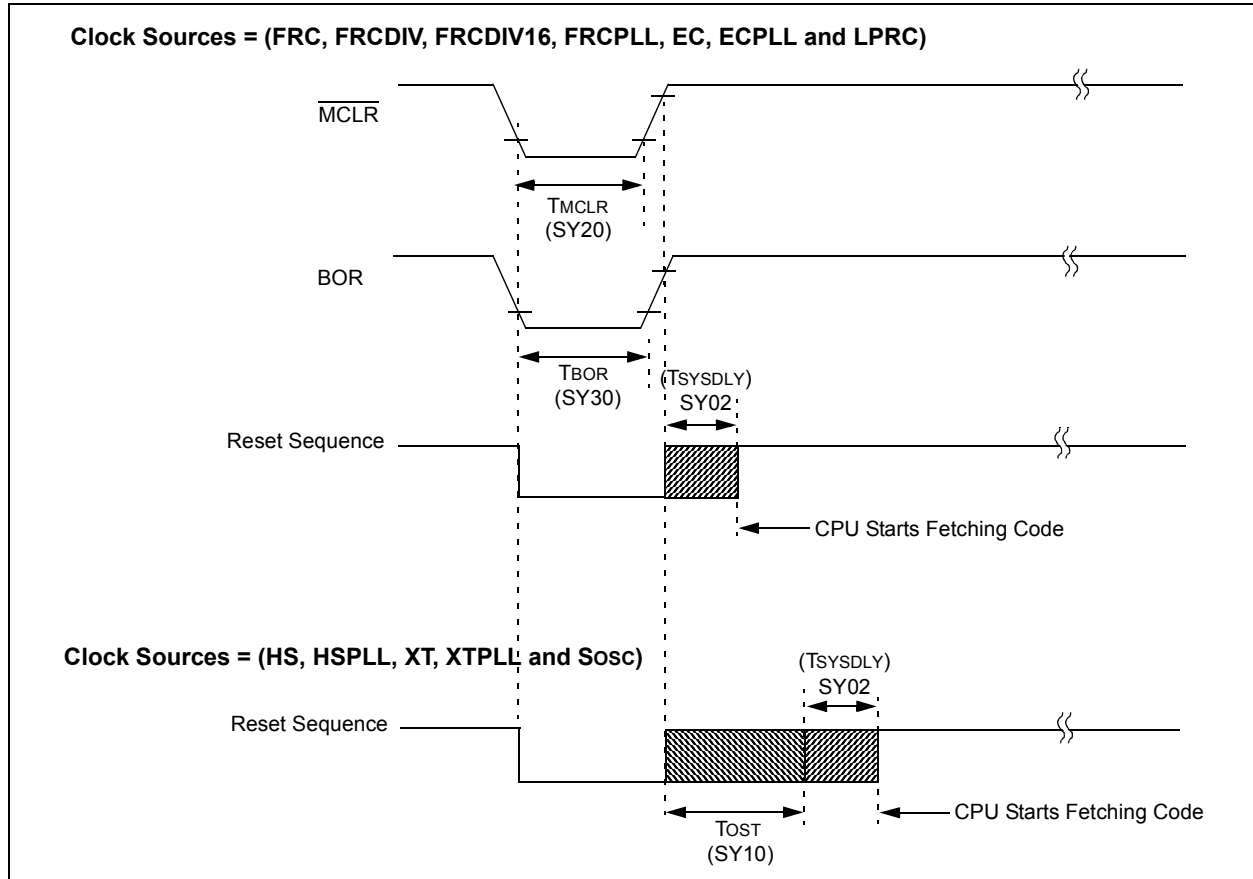 Clock Sources = (FRC, FRCDIV, FRCDIV16, FRCPLL, EC, ECPLL and LPRC)
MCLR
TMCLR
(SY20)
BOR
TBOR
(SY30)
(TSYSDLY)
SY02
Reset Sequence
CPU Starts Fetching Code
Clock Sources = (HS, HSPLL, XT, XTPLL and SOSC)
(TSYSDLY)
SY02
Reset Sequence
CPU Starts Fetching Code
TOST
(SY10)